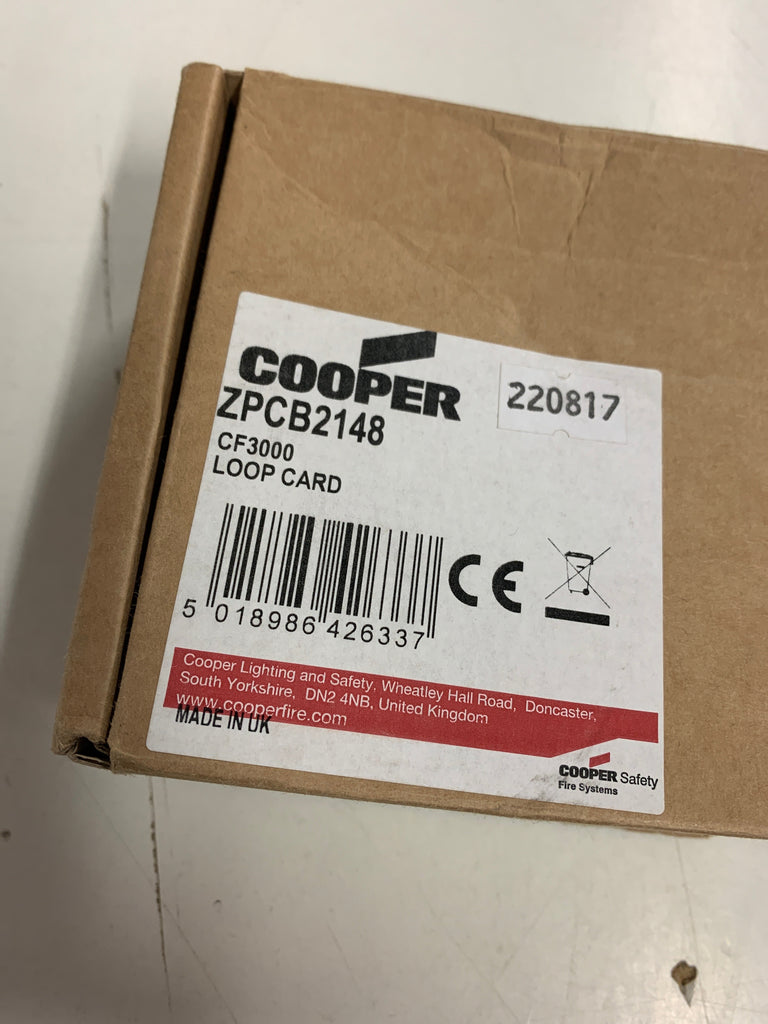 COOPER
220817
ZPCB2148
CF3000
LOOP CARD
CE
5 018986 426337
Cooper Lighting and Safety, Wheatley Hall Road, Doncaster,
South Yorkshire, DN2 4NB, United Kingdom
www.cooperfire.com
MADE IN UK
COOPER Safety
Fire Systems